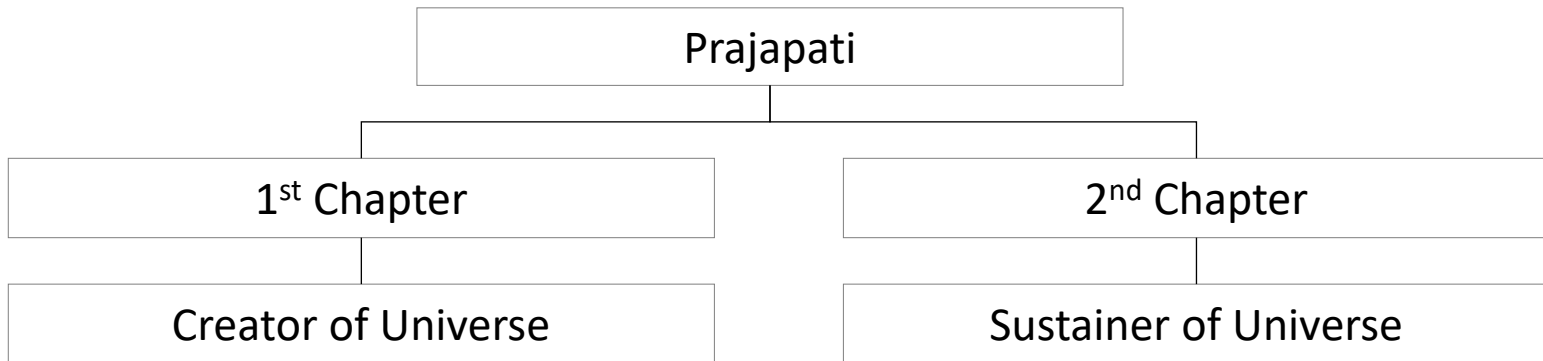 Prajapati
1st Chapter
2nd Chapter
Creator of Universe
Sustainer of Universe